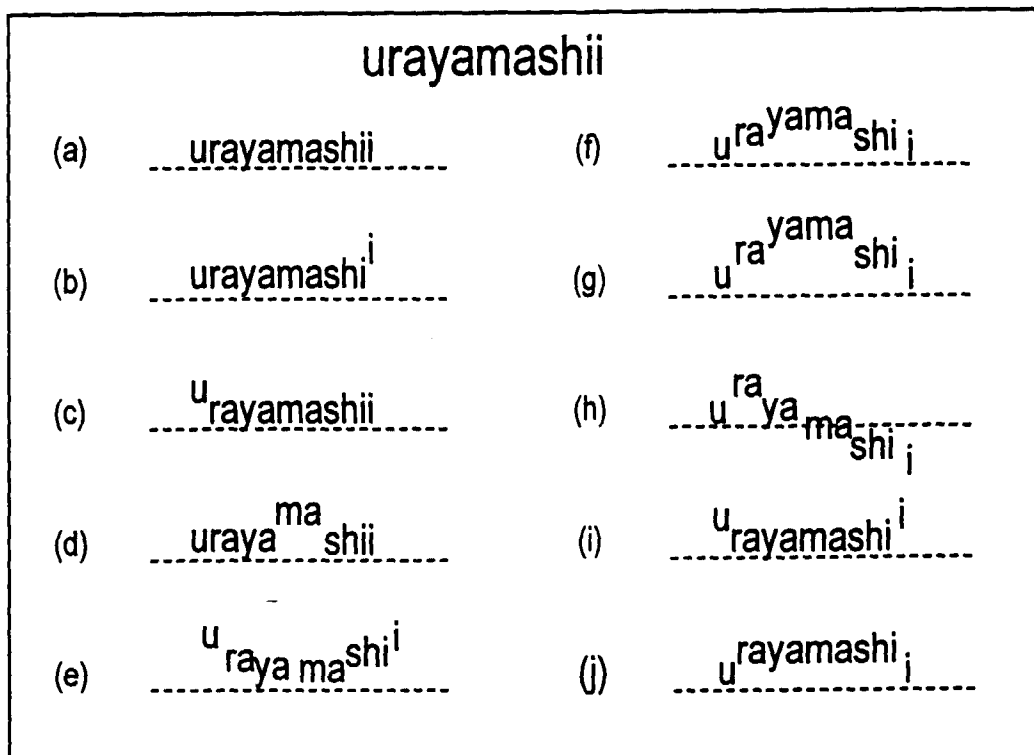 urayamashii
(a) urayamashii
(b) urayamashii
(c) urayamashii
(d) urayamashii
(e) urayamashii
(f) urayamashii
(g) urayamashii
(h) urayamashii
(i) urayamashii
(j) urayamashii